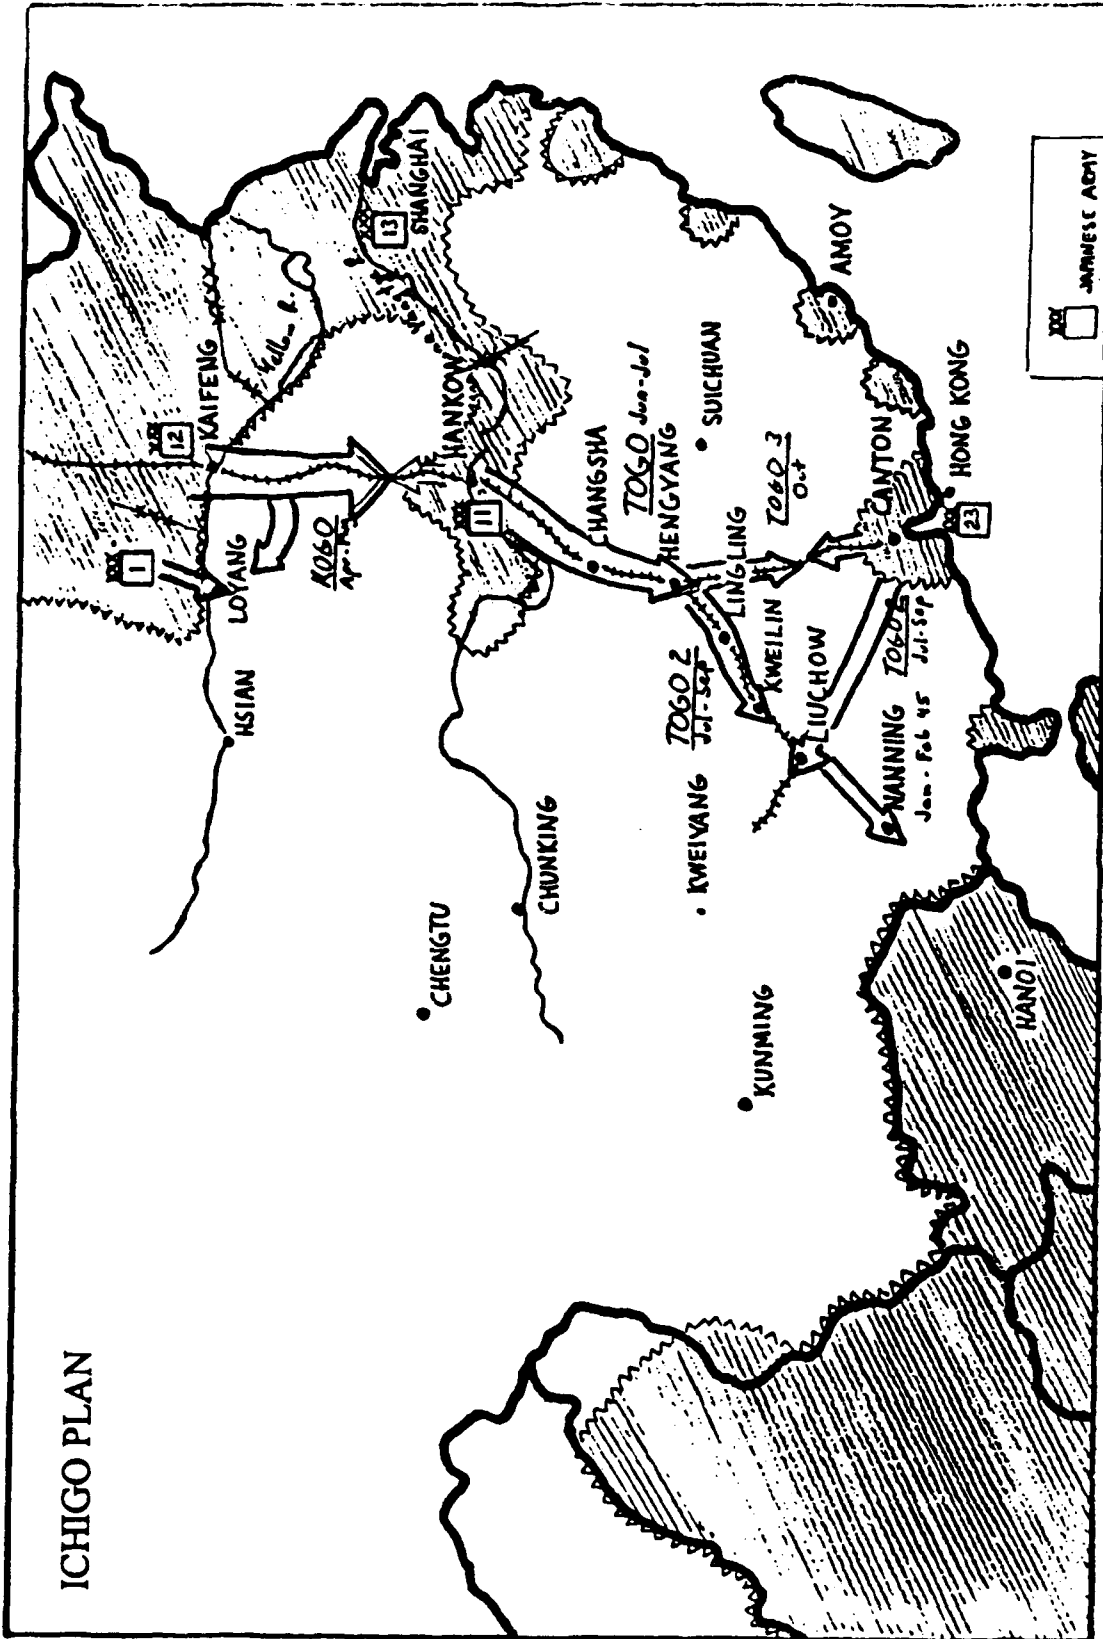 ICHIGO PLAN
1
12
KAIFENG
LOYANG
HSIAN
Yellow R.
KOGO
13
SHANGHAI
CHENGTU
HANKOW
11
CHUNKING
CHANGSHA
TOGO Jun-Jul
HENGYANG
TOGO 2
Jul-Sep
KWEIYANG
SUICHUAN
LINGLING
KUNMING
KWEILIN
TOGO 3
Oct
LIUCHOW
AMOY
CANTON
NANNING
Jan-Feb 45
TOGO 2
Jul-Sep
HONG KONG
23
HANOI
JAPANESE ARMY